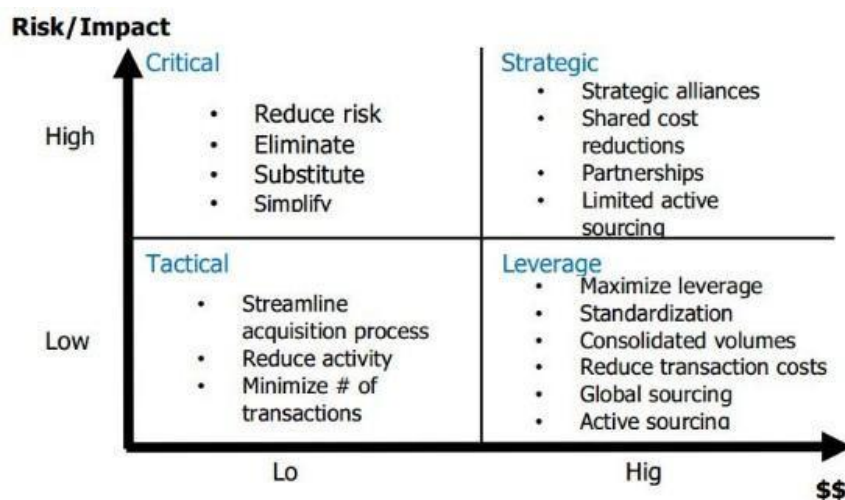 Risk/Impact
Critical
• Reduce risk
• Eliminate
• Substitute
• Simplify
Strategic
• Strategic alliances
• Shared cost
reductions
• Partnerships
• Limited active
sourcing
High
Tactical
• Streamline
acquisition process
• Reduce activity
• Minimize # of
transactions
Leverage
• Maximize leverage
• Standardization
• Consolidated volumes
• Reduce transaction costs
• Global sourcing
• Active sourcing
Low
Lo
Hig
$$